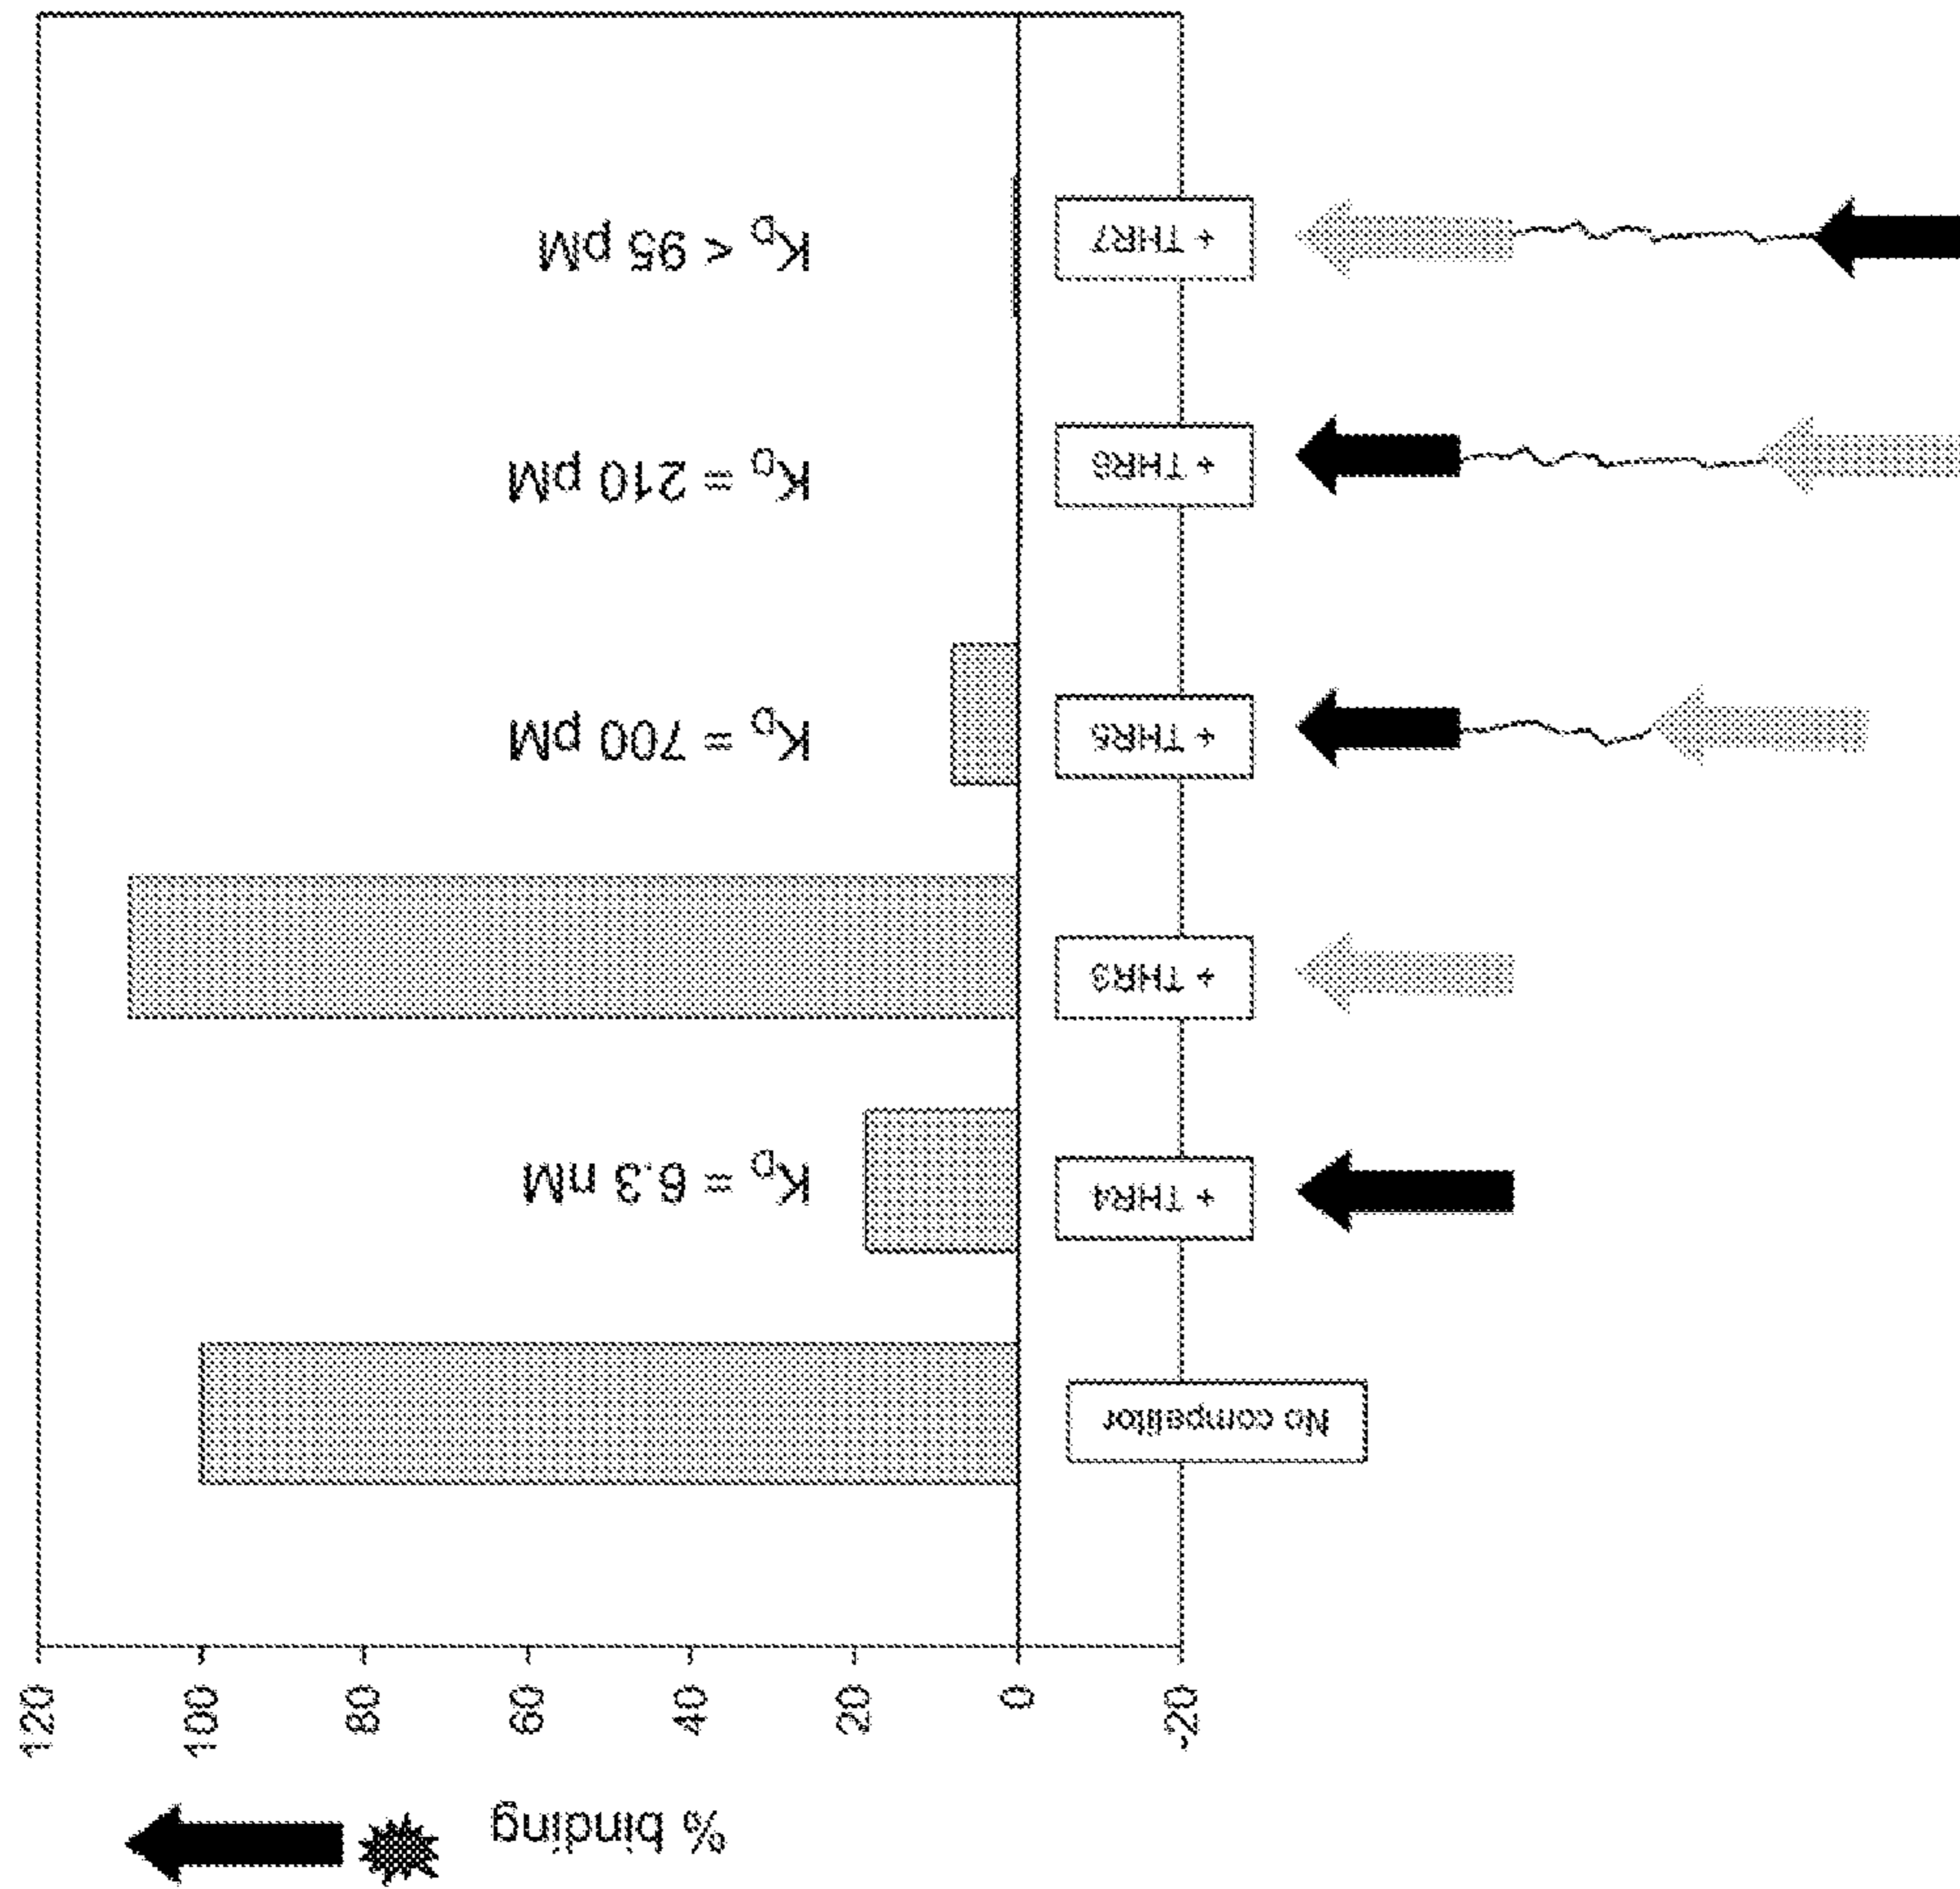 % binding
120
100
80
60
40
20
0
-20
K_D = 6.3 nM
K_D = 700 pM
K_D = 210 pM
K_D < 95 pM
No competitor
+ THR4
+ THR3
+ THR5
+ THR6
+ THR7